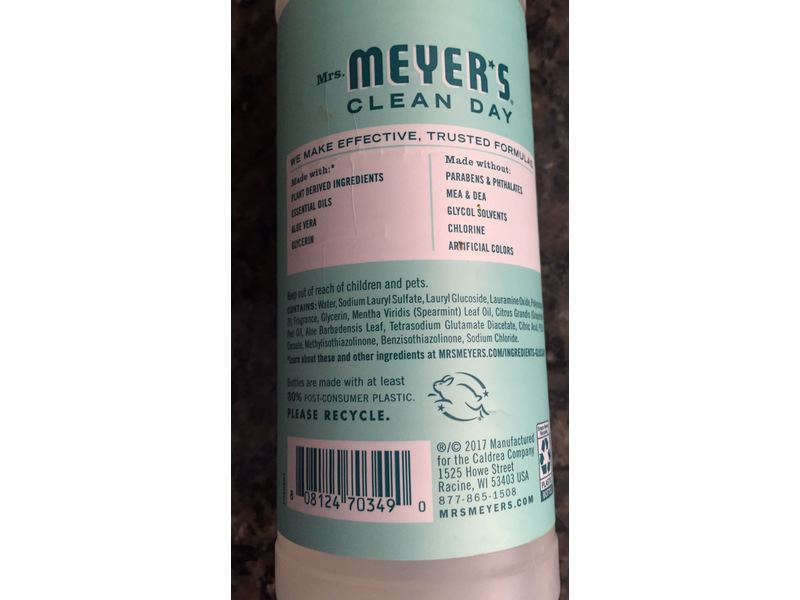 Mrs. MEYER'S®
CLEAN DAY
WE MAKE EFFECTIVE, TRUSTED FORMULAS
Made with:*
PLANT DERIVED INGREDIENTS
ESSENTIAL OILS
ALOE VERA
GLYCERIN
Made without:
PARABENS & PHTHALATES
MEA & DEA
GLYCOL SOLVENTS
CHLORINE
ARTIFICIAL COLORS
Keep out of reach of children and pets.
CONTAINS: Water, Sodium Lauryl Sulfate, Lauryl Glucoside, Lauramine Oxide,
Fragrance, Glycerin, Mentha Viridis (Spearmint) Leaf Oil, Citrus Grandis
Peel Oil, Aloe Barbadensis Leaf, Tetrasodium Glutamate Diacetate, Citric Acid,
Methylisothiazolinone, Benzisothiazolinone, Sodium Chloride.
*Learn about these and other ingredients at MRSMEYERS.COM/INGREDIENTS-
Bottles are made with at least
30% POST-CONSUMER PLASTIC.
PLEASE RECYCLE.
®/© 2017 Manufactured
for the Caldrea Company
1525 Howe Street
Racine, WI 53403 USA
877-865-1508
MRSMEYERS.COM
0 08124 70349 0